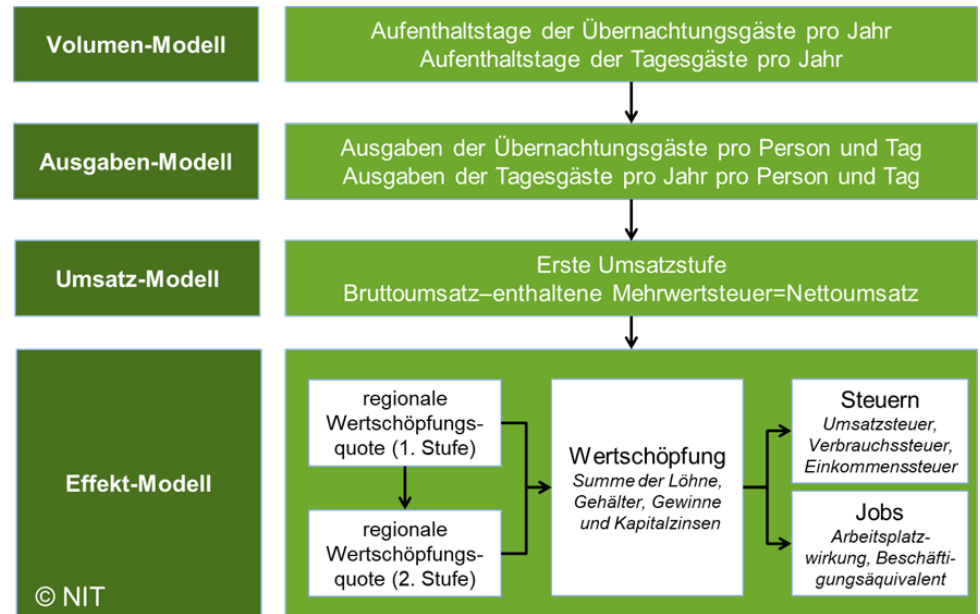 Volumen-Modell
Aufenthaltstage der Übernachtungsgäste pro Jahr
Aufenthaltstage der Tagesgäste pro Jahr
Ausgaben-Modell
Ausgaben der Übernachtungsgäste pro Person und Tag
Ausgaben der Tagesgäste pro Jahr pro Person und Tag
Umsatz-Modell
Erste Umsatzstufe
Bruttoumsatz–enthaltene Mehrwertsteuer=Nettoumsatz
Effekt-Modell
regionale
Wertschöpfungs-
quote (1. Stufe)
regionale
Wertschöpfungs-
quote (2. Stufe)
Wertschöpfung
Summe der Löhne,
Gehälter, Gewinne
und Kapitalzinsen
Steuern
Umsatzsteuer,
Verbrauchssteuer,
Einkommenssteuer
Jobs
Arbeitsplatz-
wirkung, Beschäfti-
gungsäquivalent
© NIT